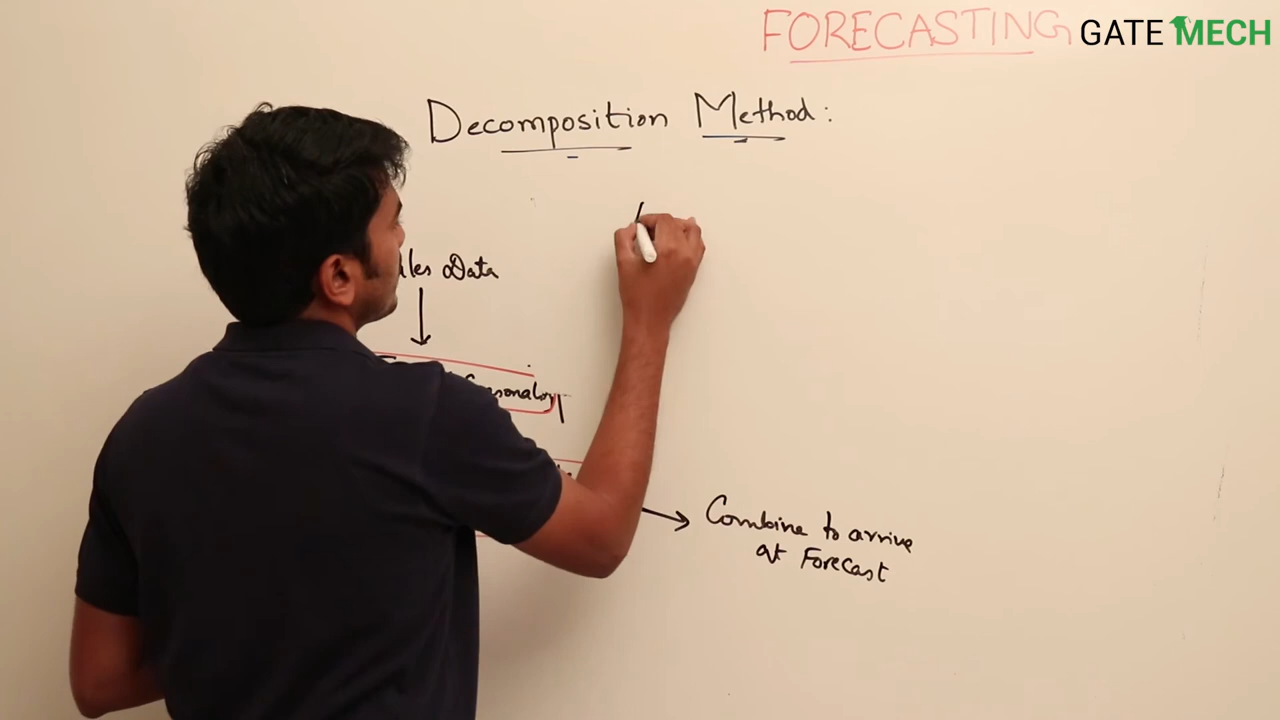 FORECASTING
GATE MECH
Decomposition Method:
Data
Combine to arrive
at Forecast